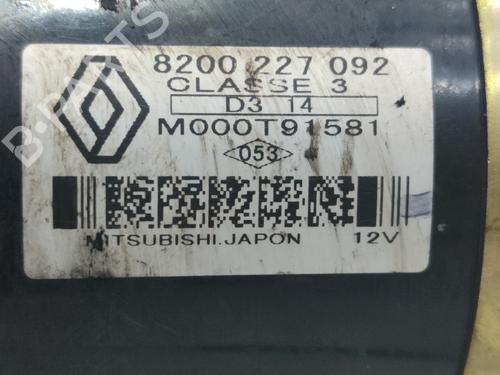 8200 227 092
CLASSE 3
D3 14
M000T91581
053
MITSUBISHI.JAPON 12V
B-PARTS